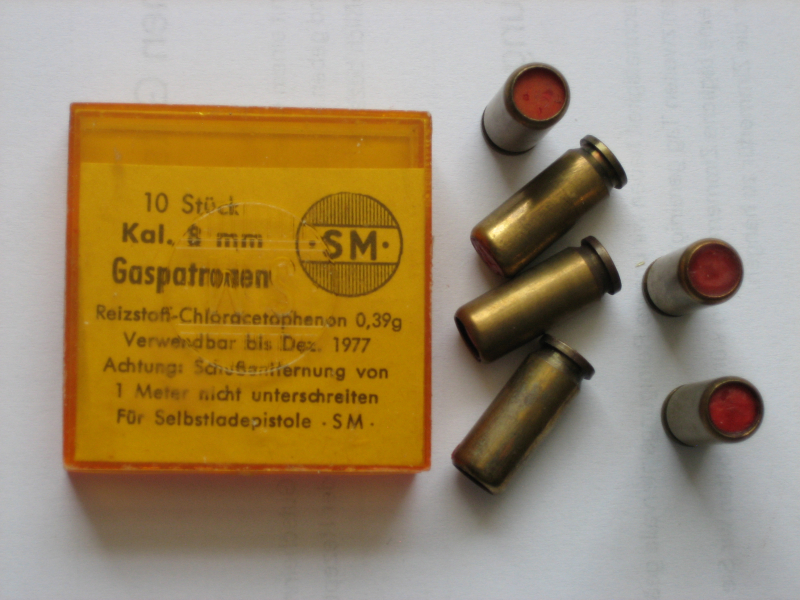 10 Stück
Kal. 8 mm
Gaspatronen
·SM·
Reizstoff-Chloracetophenon 0,39g
Verwendbar bis Dez. 1977
Achtung: Schußentfernung von
1 Meter nicht unterschreiten
Für Selbstladepistole ·SM·